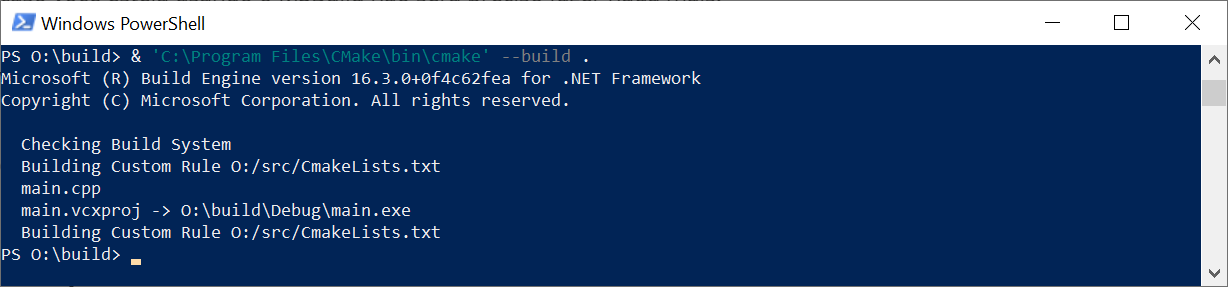 Windows PowerShell
PS O:\build> & 'C:\Program Files\CMake\bin\cmake' --build .
Microsoft (R) Build Engine version 16.3.0+0f4c62fea for .NET Framework
Copyright (C) Microsoft Corporation. All rights reserved.
Checking Build System
Building Custom Rule O:/src/CmakeLists.txt
main.cpp
main.vcxproj -> O:\build\Debug\main.exe
Building Custom Rule O:/src/CmakeLists.txt
PS O:\build>